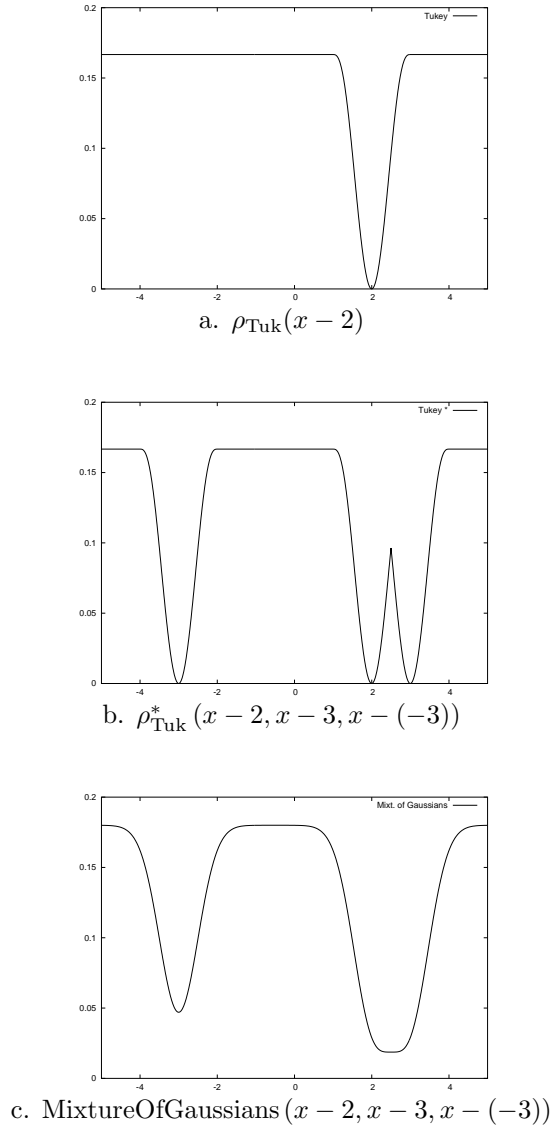 0.2
Tukey
0.15
0.1
0.05
0
-4 -2 0 2 4
a. ρ_Tuk(x − 2)
0.2
Tukey *
0.15
0.1
0.05
0
-4 -2 0 2 4
b. ρ*_Tuk (x − 2, x − 3, x − (−3))
0.2
Mixt. of Gaussians
0.15
0.1
0.05
0
-4 -2 0 2 4
c. MixtureOfGaussians (x − 2, x − 3, x − (−3))